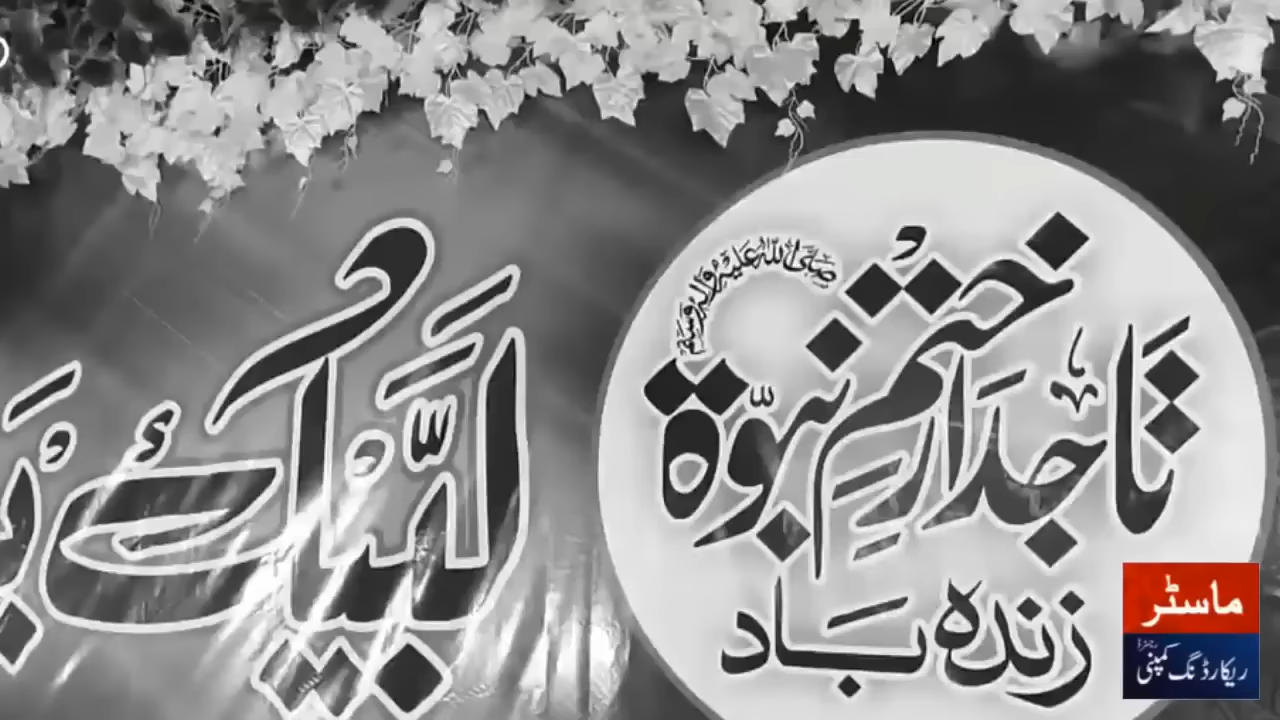 صلی اللہ علیہ وآلہ وسلم
تاجدار ختم نبوۃ
زندہ باد
لبیک
ماسٹر
ریکارڈنگ کمپنی